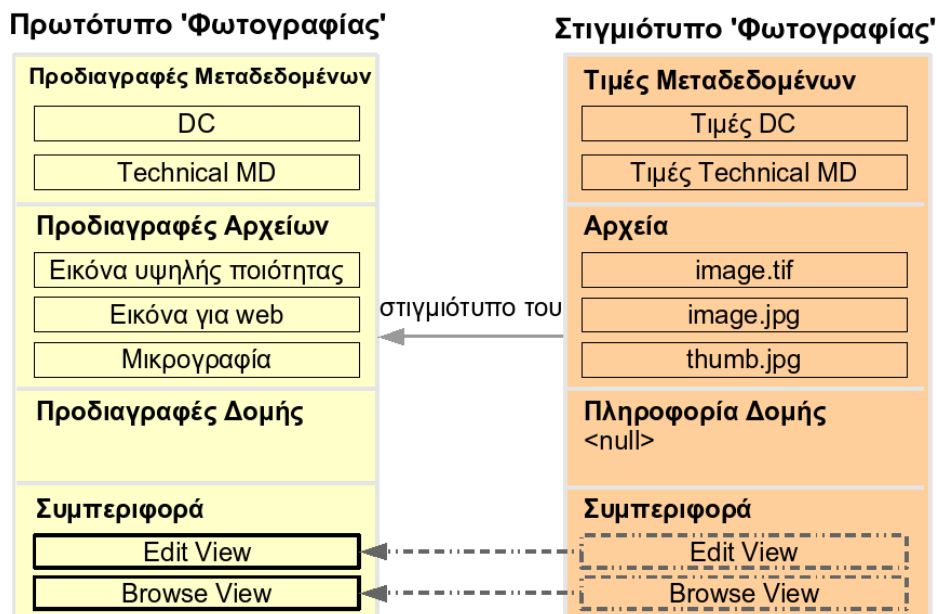 Πρωτότυπο 'Φωτογραφίας'
Προδιαγραφές Μεταδεδομένων
DC
Technical MD
Προδιαγραφές Αρχείων
Εικόνα υψηλής ποιότητας
Εικόνα για web
Μικρογραφία
Προδιαγραφές Δομής
Συμπεριφορά
Edit View
Browse View
στιγμιότυπο του
Στιγμιότυπο 'Φωτογραφίας'
Τιμές Μεταδεδομένων
Τιμές DC
Τιμές Technical MD
Αρχεία
image.tif
image.jpg
thumb.jpg
Πληροφορία Δομής
<null>
Συμπεριφορά
Edit View
Browse View